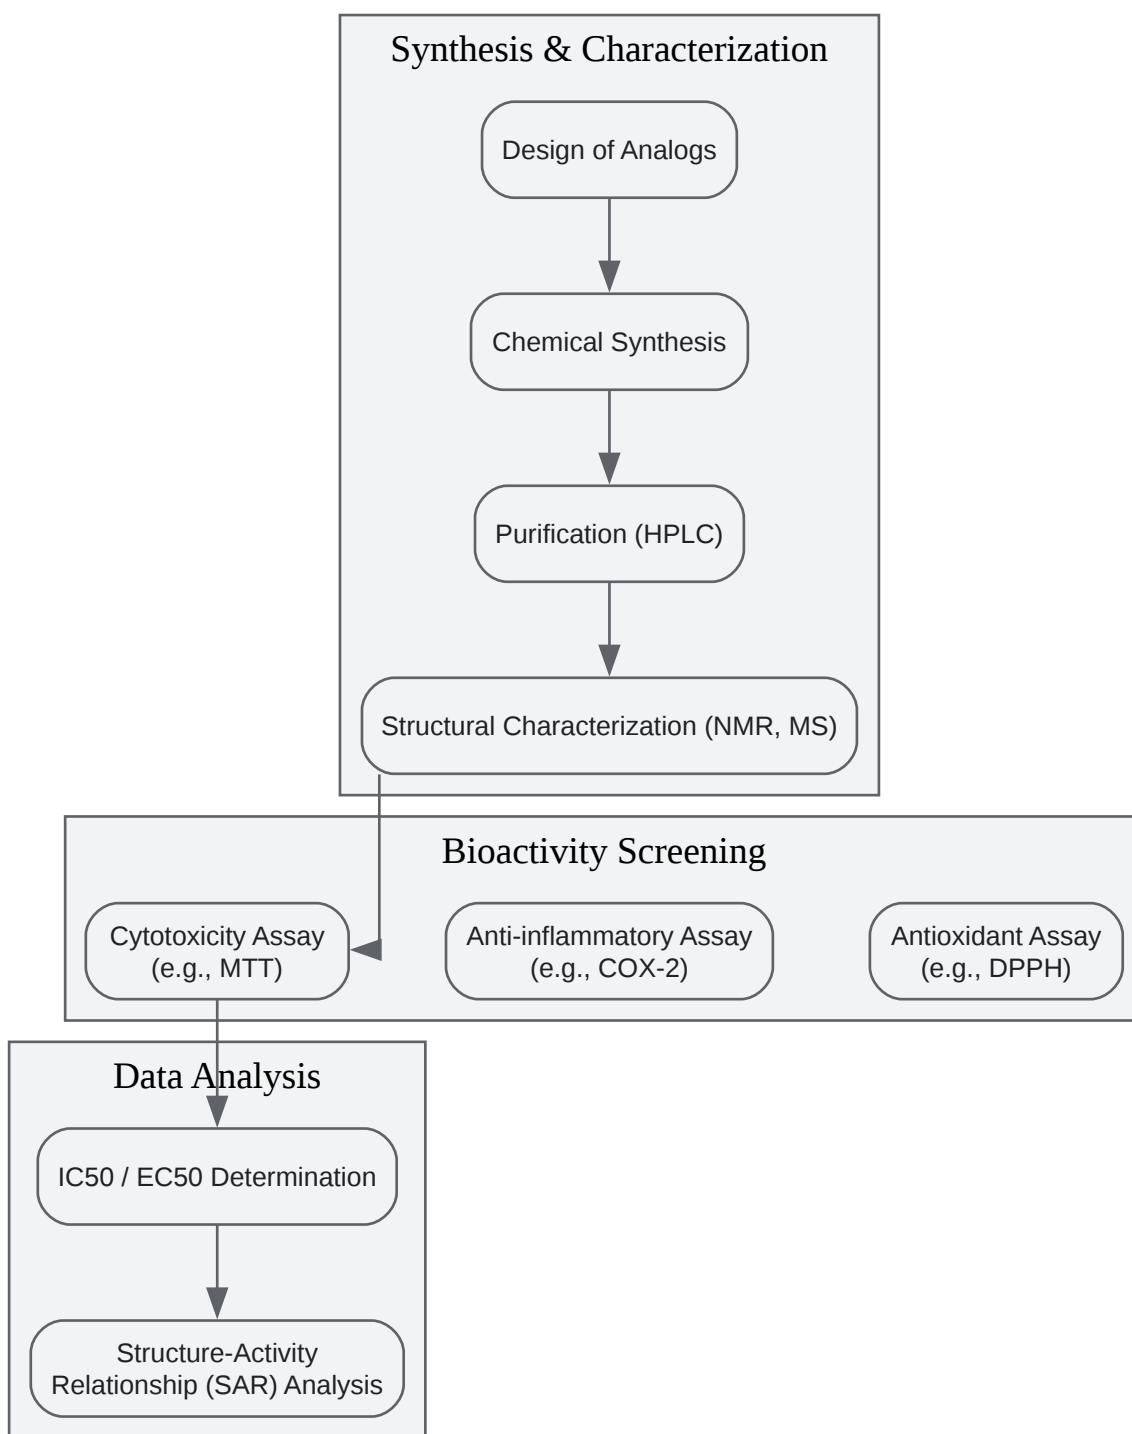 Synthesis & Characterization
Design of Analogs
Chemical Synthesis
Purification (HPLC)
Structural Characterization (NMR, MS)
Bioactivity Screening
Cytotoxicity Assay
(e.g., MTT)
Anti-inflammatory Assay
(e.g., COX-2)
Antioxidant Assay
(e.g., DPPH)
Data Analysis
IC50 / EC50 Determination
Structure-Activity
Relationship (SAR) Analysis